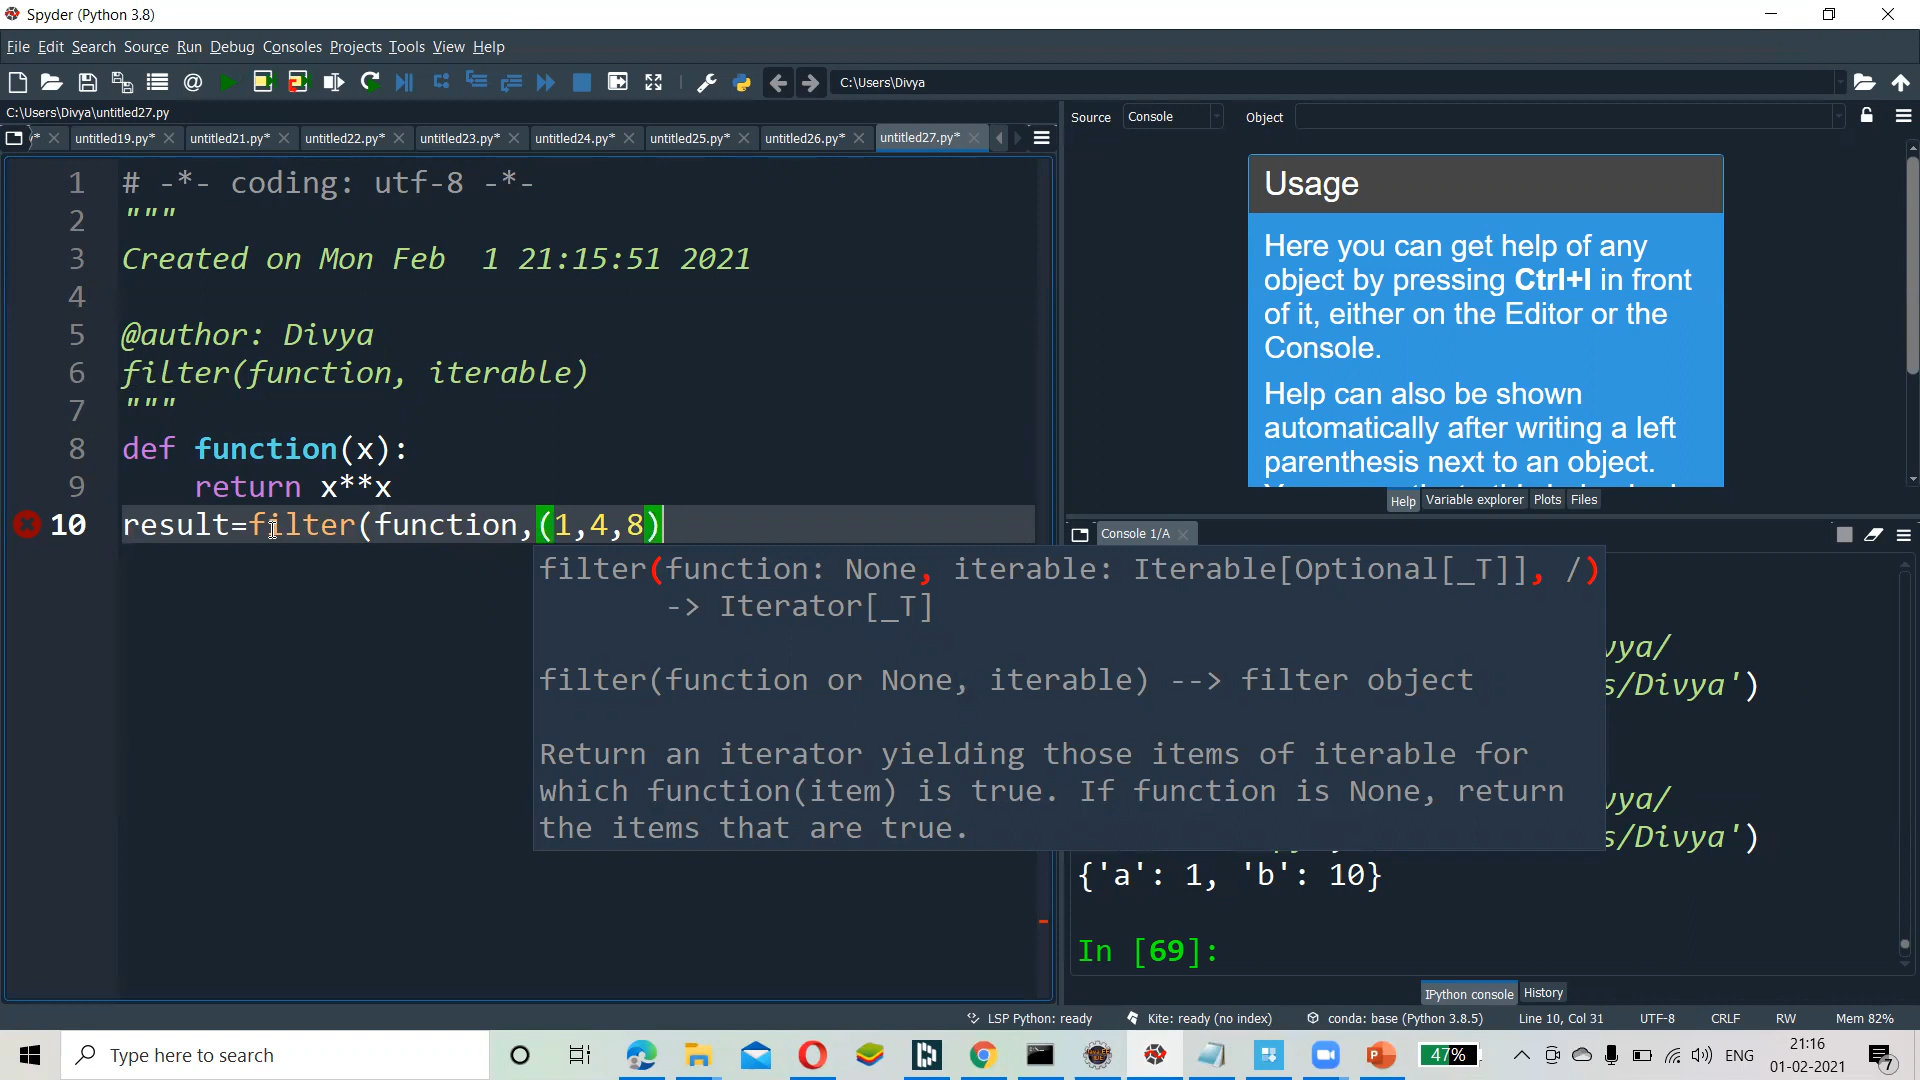 Spyder (Python 3.8)
File Edit Search Source Run Debug Consoles Projects Tools View Help
C:\Users\Divya
C:\Users\Divya\untitled27.py
* untitled19.py* untitled21.py* untitled22.py* untitled23.py* untitled24.py* untitled25.py* untitled26.py* untitled27.py*
Source Console Object
1 # -*- coding: utf-8 -*-
2 """
3 Created on Mon Feb  1 21:15:51 2021
4
5 @author: Divya
6 filter(function, iterable)
7 """
8 def function(x):
9     return x**x
10 result=filter(function,(1,4,8)
filter(function: None, iterable: Iterable[Optional[_T]], /)
-> Iterator[_T]
filter(function or None, iterable) --> filter object
Return an iterator yielding those items of iterable for
which function(item) is true. If function is None, return
the items that are true.
Usage
Here you can get help of any
object by pressing Ctrl+I in front
of it, either on the Editor or the
Console.
Help can also be shown
automatically after writing a left
parenthesis next to an object.
Help Variable explorer Plots Files
Console 1/A
vya/
s/Divya')
vya/
s/Divya')
{'a': 1, 'b': 10}
In [69]:
IPython console History
LSP Python: ready Kite: ready (no index) conda: base (Python 3.8.5) Line 10, Col 31 UTF-8 CRLF RW Mem 82%
Type here to search
47%
ENG
21:16
01-02-2021
7